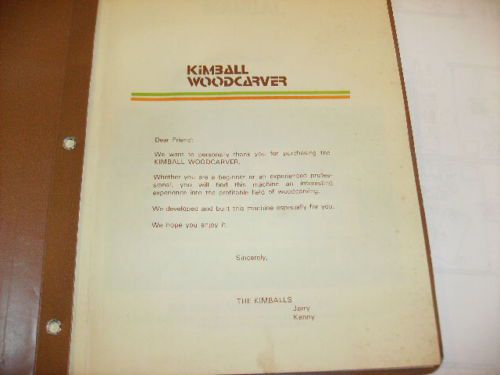 KIMBALL
WOODCARVER
Dear Friend:
We want to personally thank you for purchasing the
KIMBALL WOODCARVER.
Whether you are a beginner or an experienced profes-
sional, you will find this machine an interesting
experience into the profitable field of woodcarving.
We developed and built this machine especially for you.
We hope you enjoy it.
Sincerely,
THE KIMBALLS
Jerry
Kenny